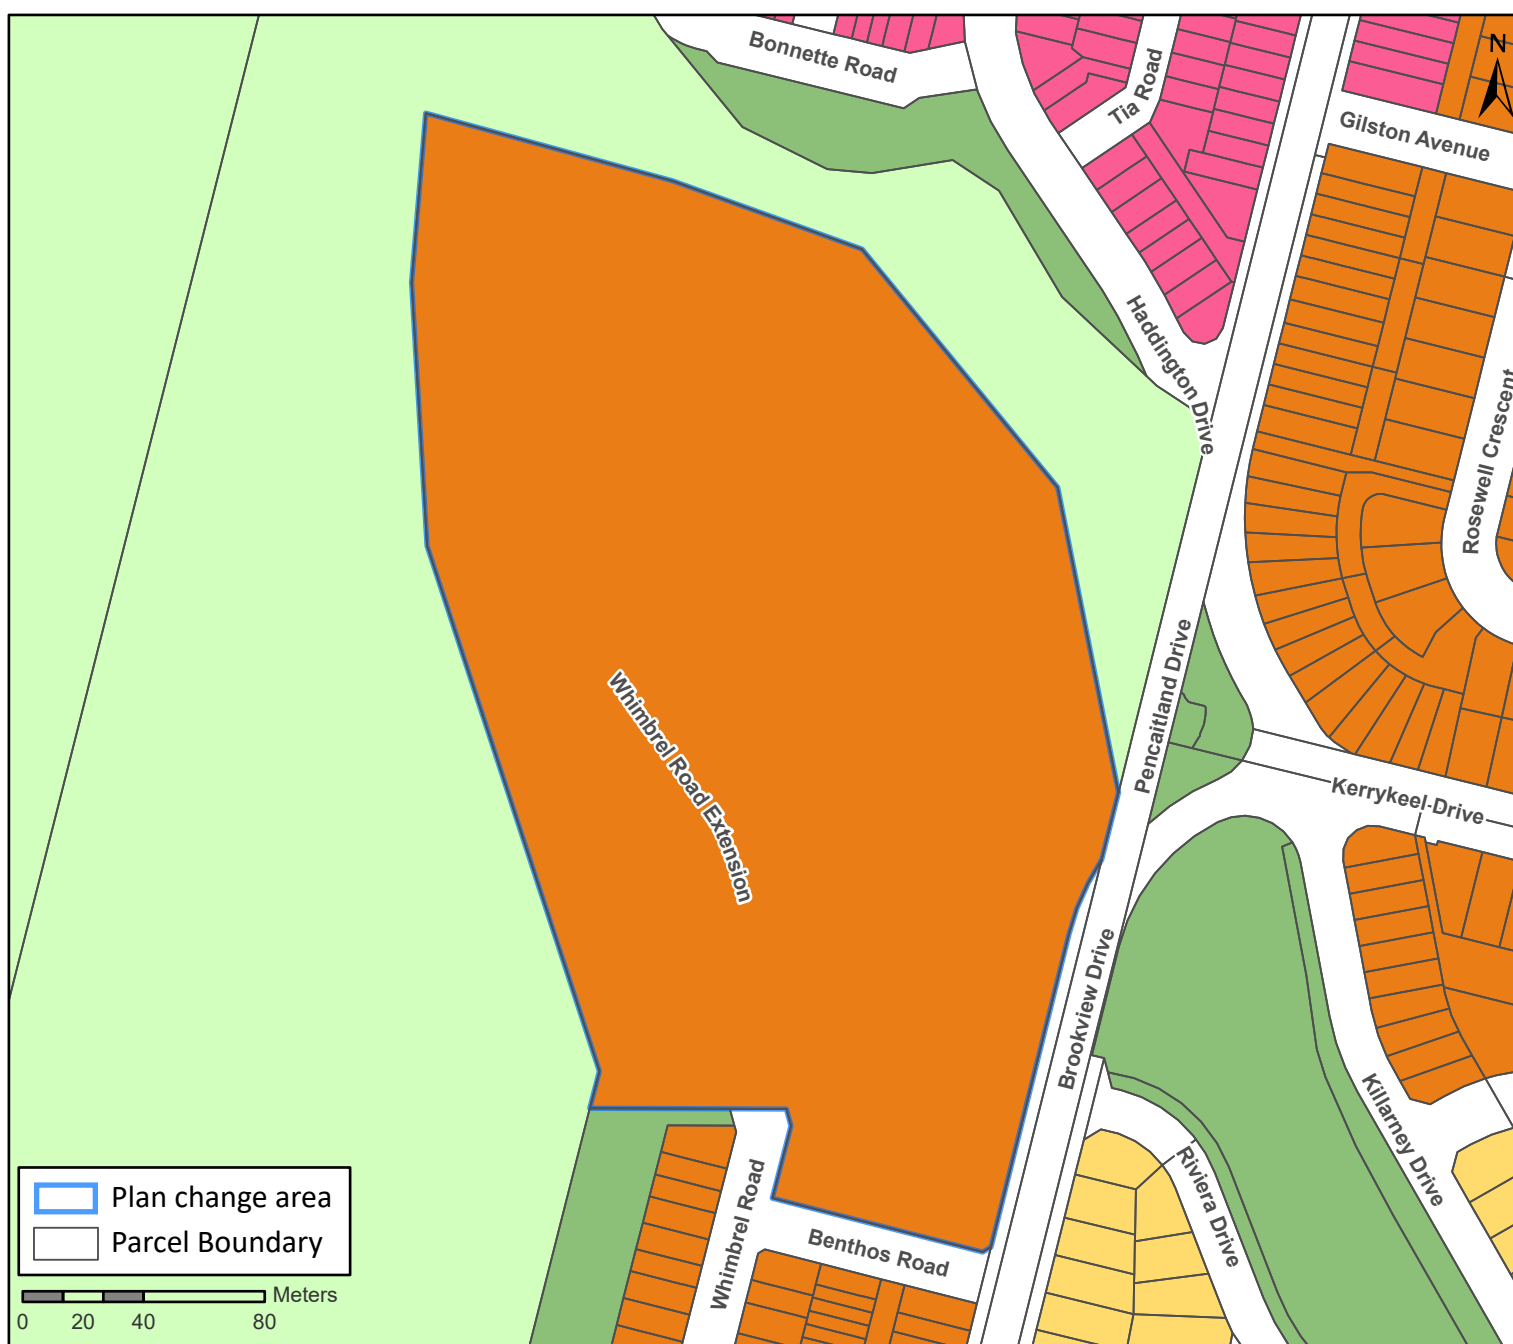 Bonnette Road
Tia Road
N
Gilston Avenue
Haddington Drive
Rosewell Crescent
Whimbrel Road Extension
Pencaitland Drive
Kerrykeel Drive
Brookview Drive
Killarney Drive
Riviera Drive
Whimbrel Road
Benthos Road
Plan change area
Parcel Boundary
Meters
0 20 40 80